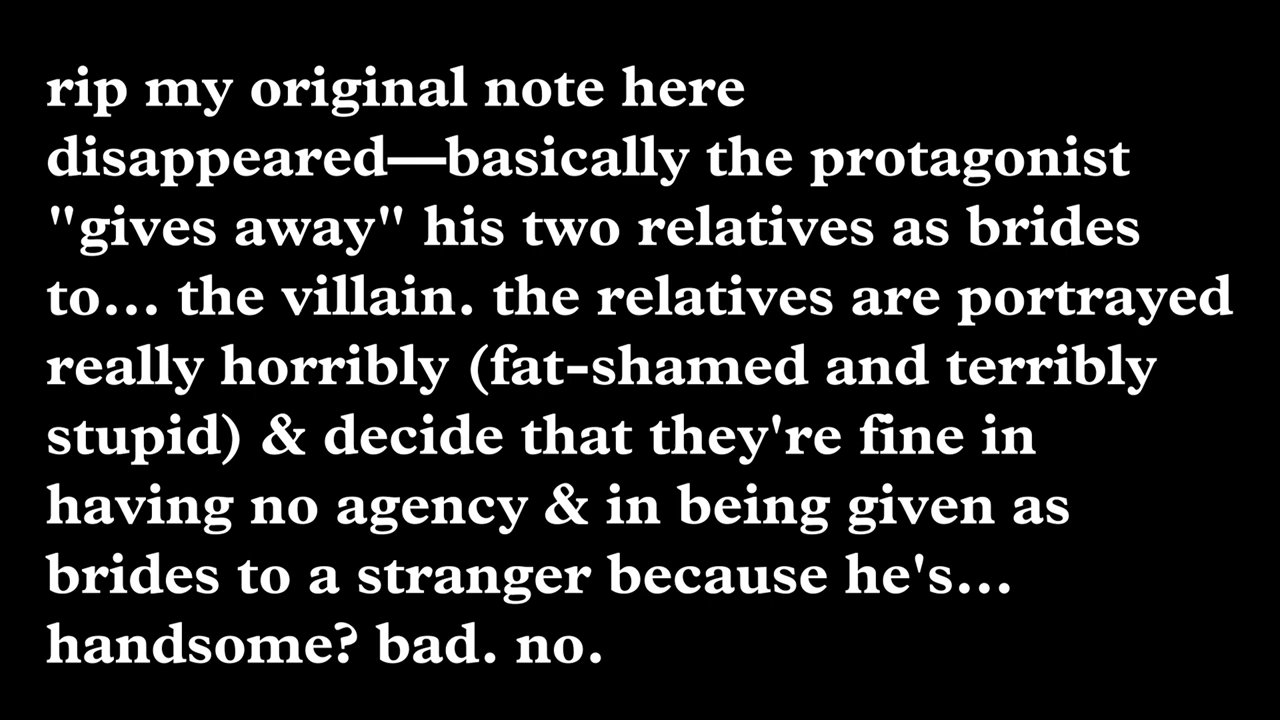 rip my original note here
disappeared—basically the protagonist
"gives away" his two relatives as brides
to... the villain. the relatives are portrayed
really horribly (fat-shamed and terribly
stupid) & decide that they're fine in
having no agency & in being given as
brides to a stranger because he's...
handsome? bad. no.